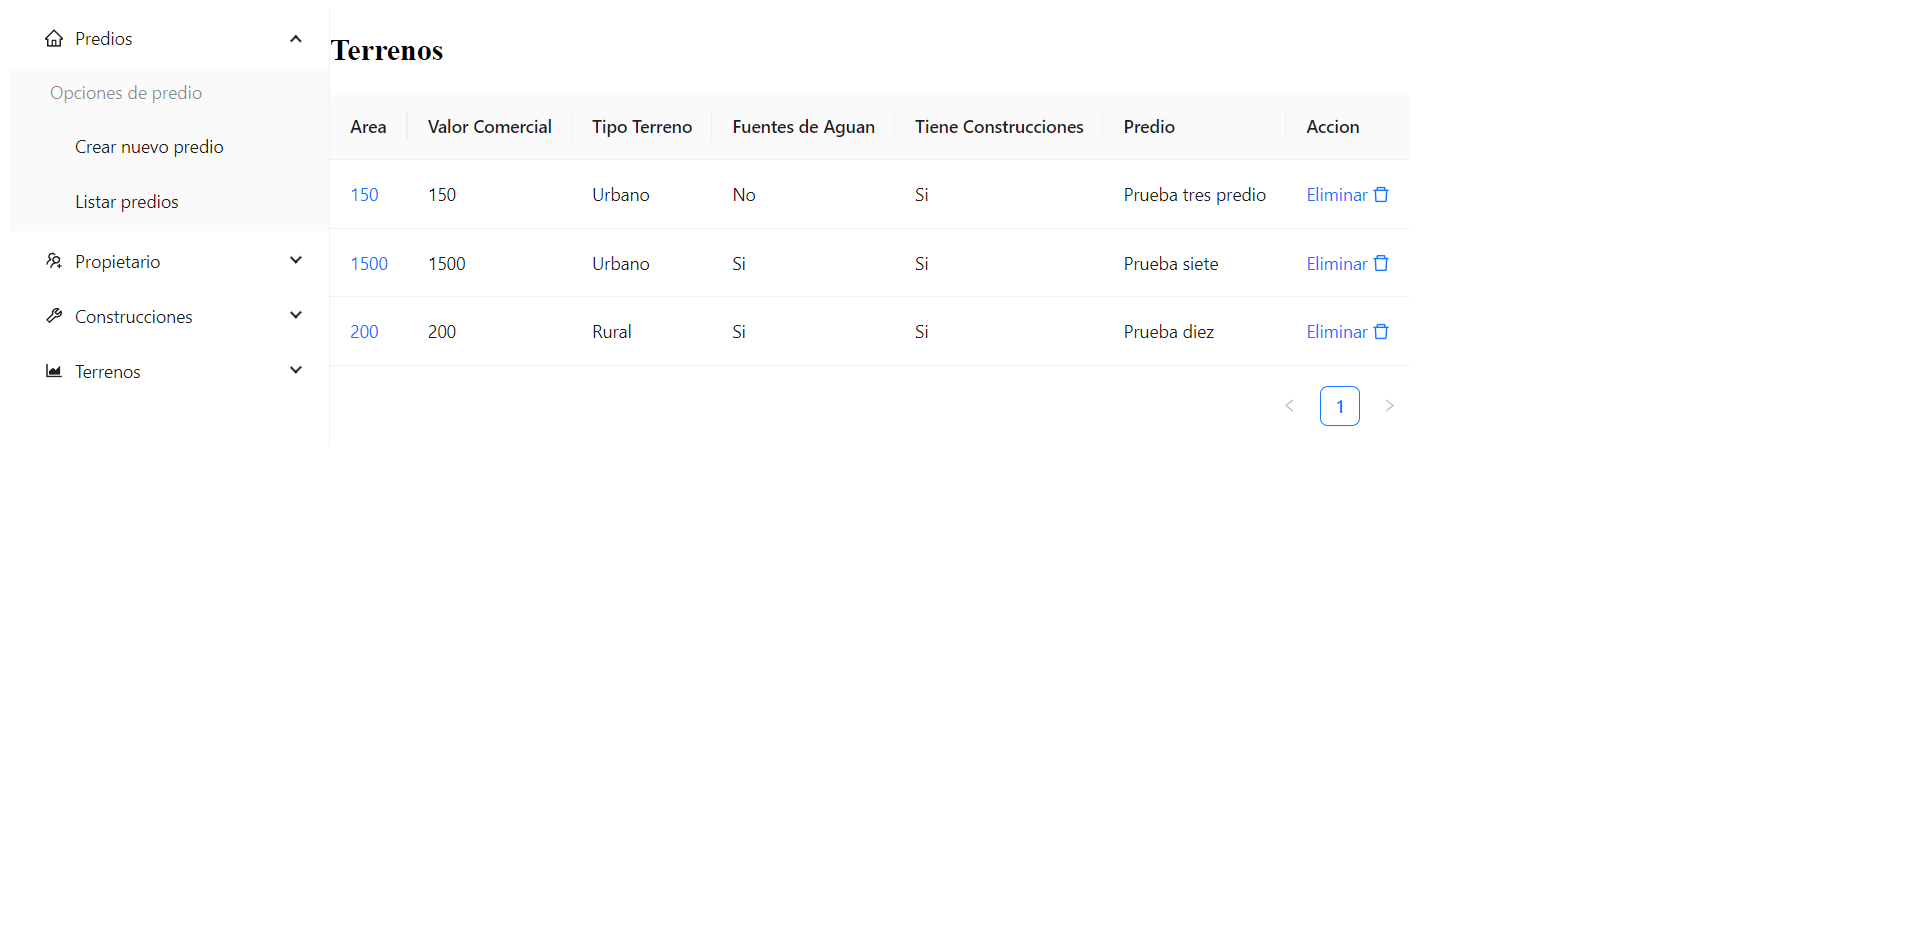 Predios
Opciones de predio
Crear nuevo predio
Listar predios
Propietario
Construcciones
Terrenos
Terrenos
Area Valor Comercial Tipo Terreno Fuentes de Aguan Tiene Construcciones Predio Accion
150 150 Urbano No Si Prueba tres predio Eliminar
1500 1500 Urbano Si Si Prueba siete Eliminar
200 200 Rural Si Si Prueba diez Eliminar
1